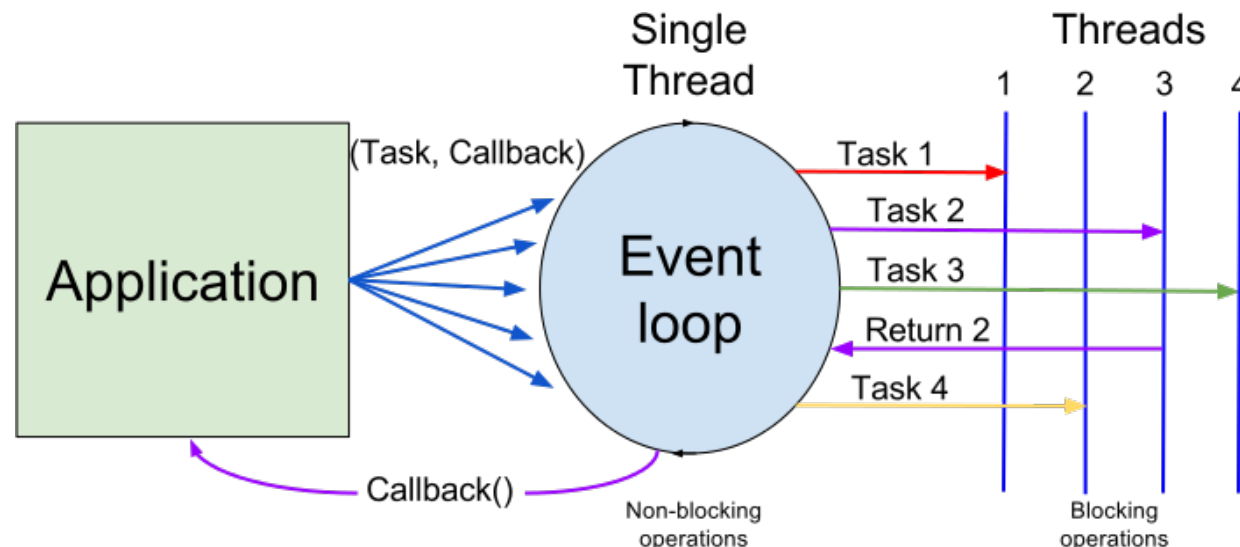 Single
Thread
Threads
1 2 3 4
(Task, Callback)
Task 1
Task 2
Application
Event
loop
Task 3
Return 2
Task 4
Callback()
Non-blocking
operations
Blocking
operations